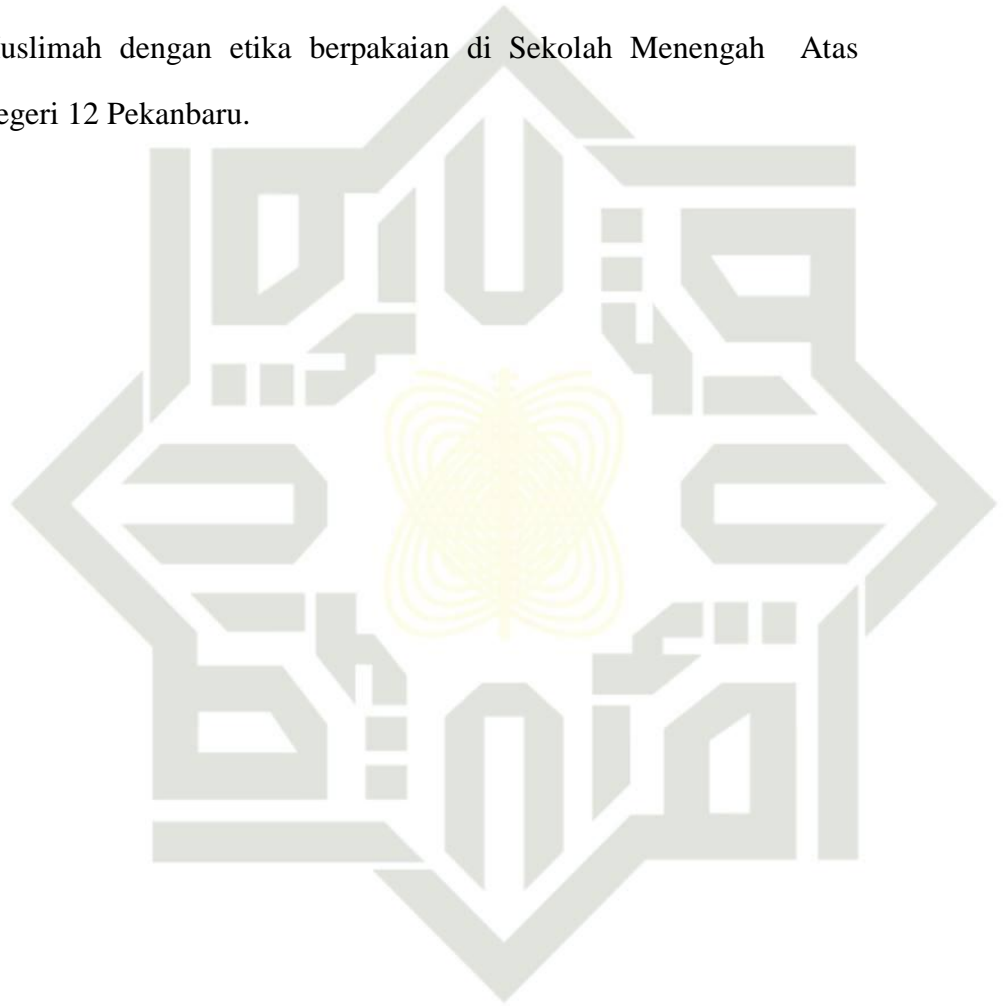 uslimah dengan etika berpakaian di Sekolah Menengah Atas
egeri 12 Pekanbaru.